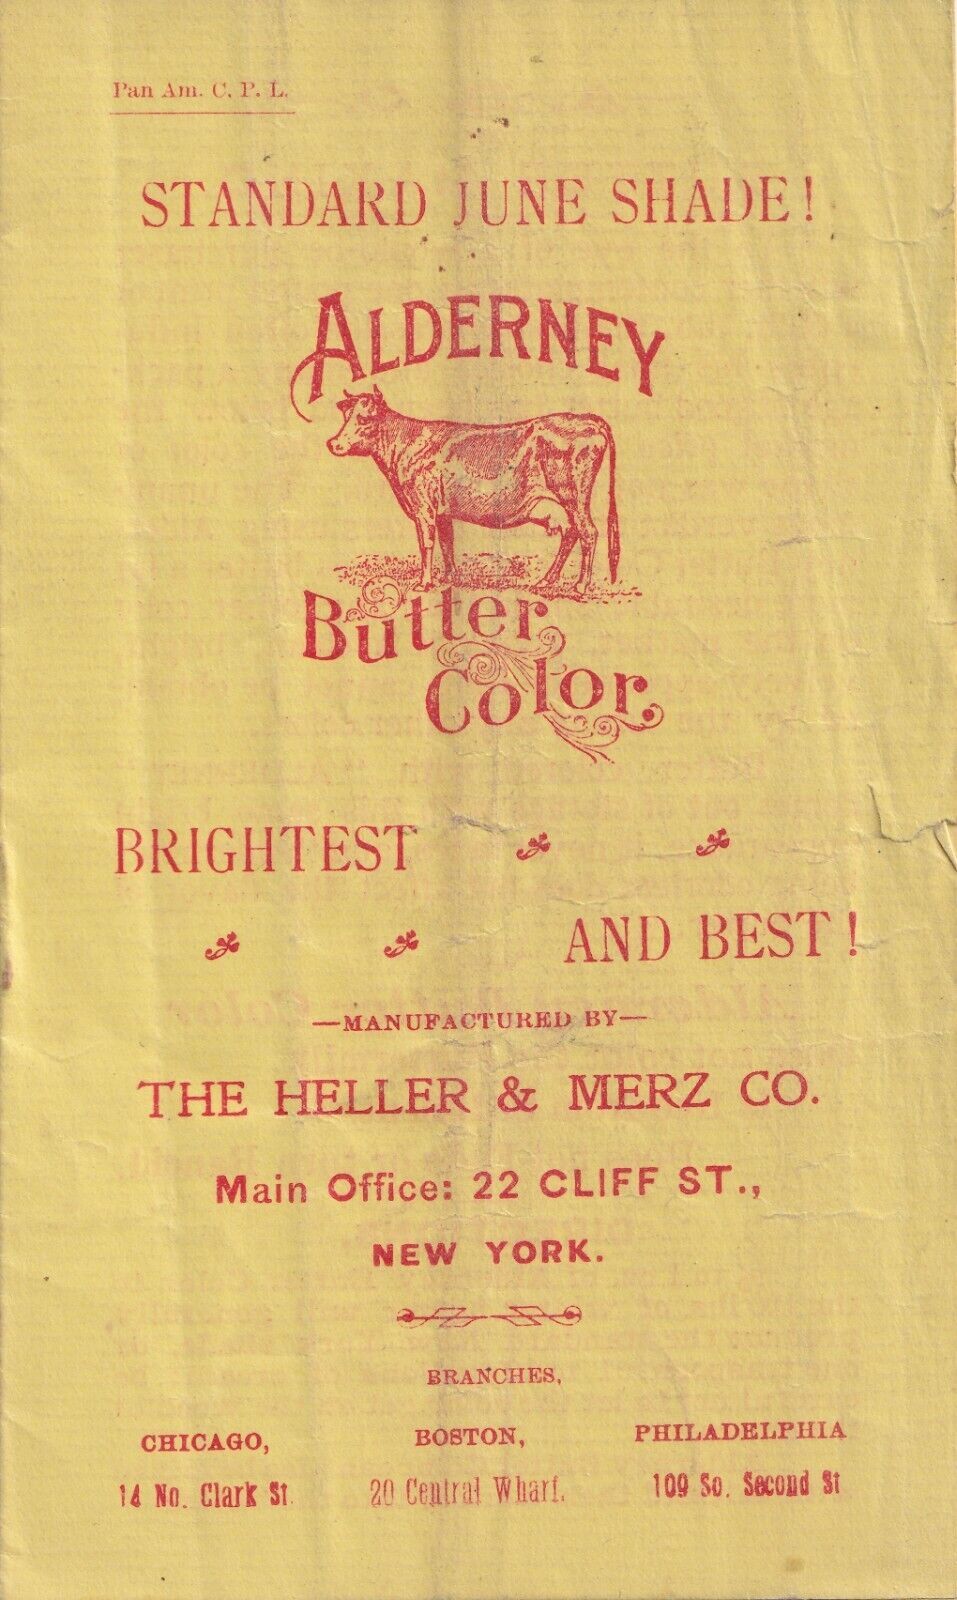 Pan Am. C. P. L.
STANDARD JUNE SHADE!
ALDERNEY
Butter
Color.
BRIGHTEST
AND BEST!
—MANUFACTURED BY—
THE HELLER & MERZ CO.
Main Office: 22 CLIFF ST.,
NEW YORK.
BRANCHES,
CHICAGO,
14 No. Clark St.
BOSTON,
20 Central Wharf.
PHILADELPHIA
109 So. Second St